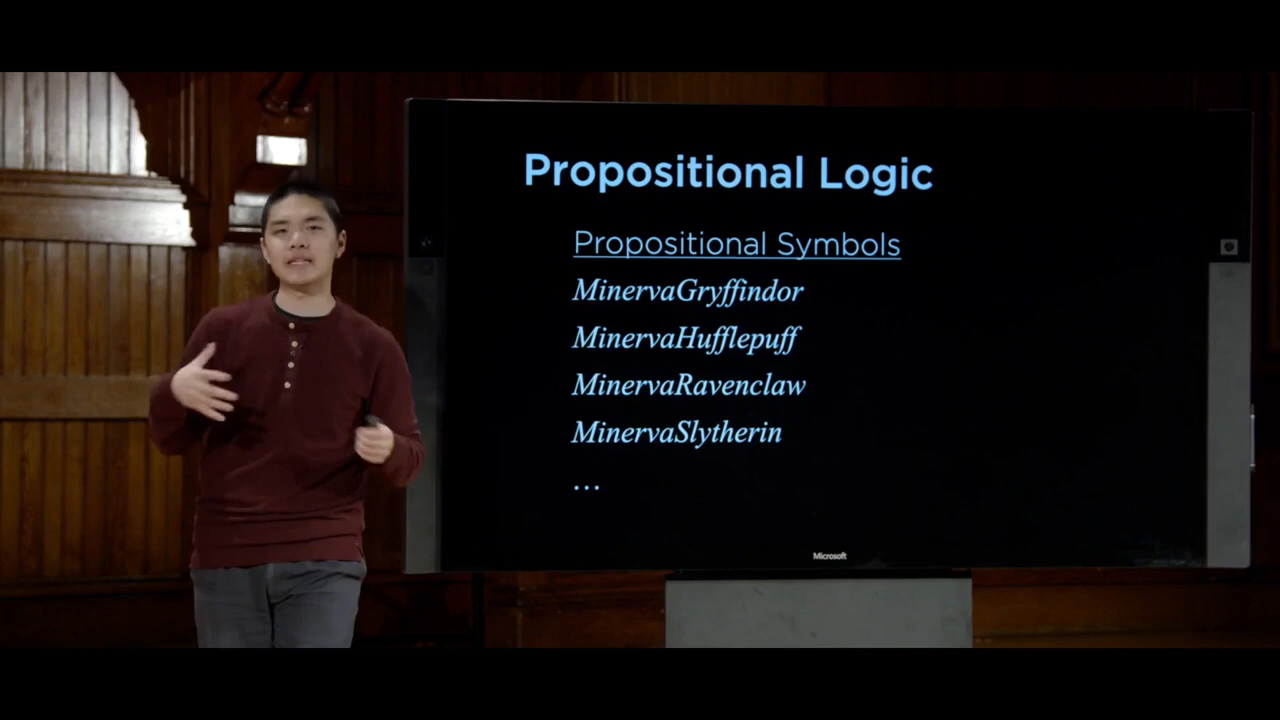 Propositional Logic
Propositional Symbols
MinervaGryffindor
MinervaHufflepuff
MinervaRavenclaw
MinervaSlytherin
...
Microsoft